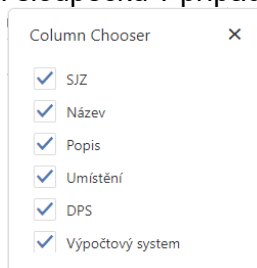 Column Chooser
SJZ
Název
Popis
Umístění
DPS
Výpočtový system